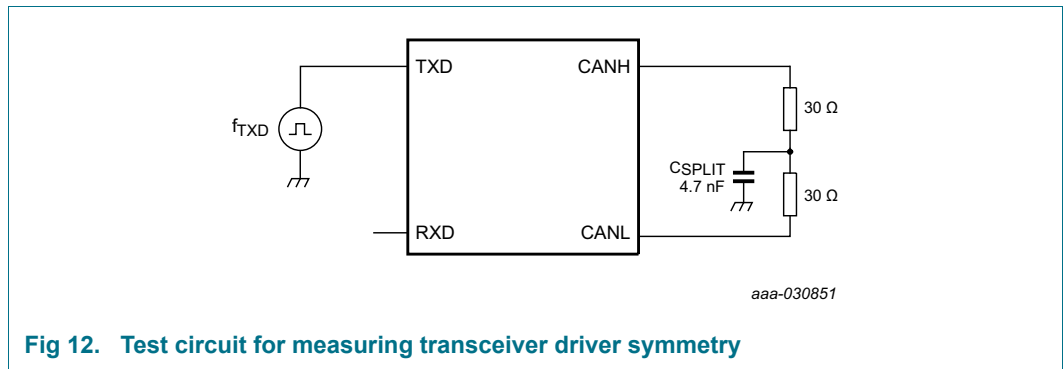 TXD
CANH
30 Ω
fTXD
CSPLIT
4.7 nF
30 Ω
RXD
CANL
aaa-030851
Fig 12. Test circuit for measuring transceiver driver symmetry